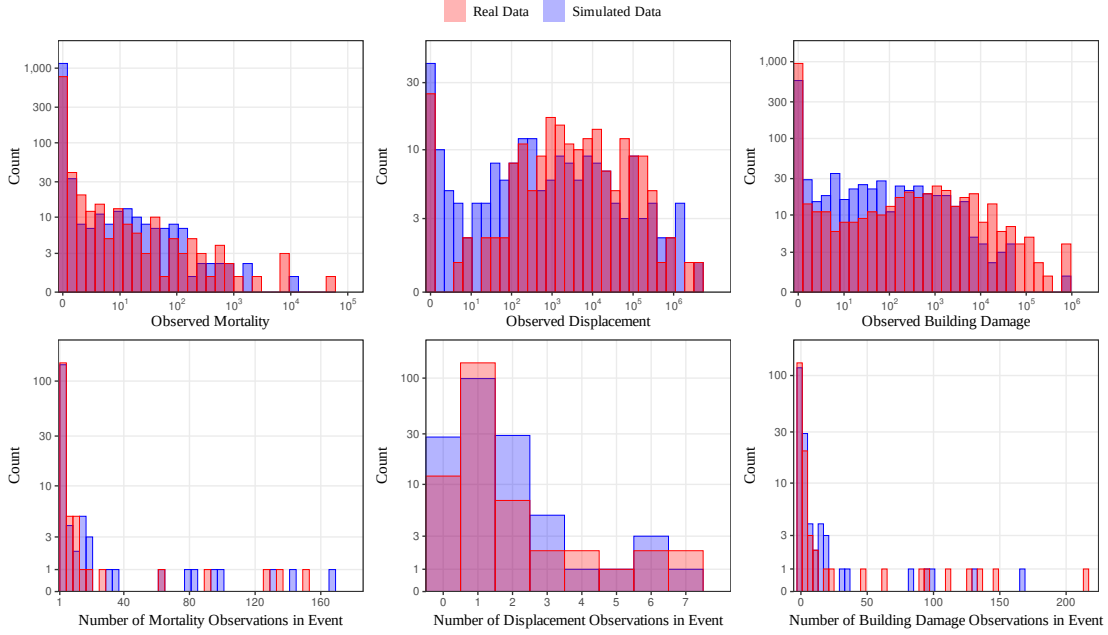 Real Data Simulated Data
Count
1,000
300
100
30
10
3
0
0 10¹ 10² 10³ 10⁴ 10⁵
Observed Mortality
Count
30
10
3
0
0 10¹ 10² 10³ 10⁴ 10⁵ 10⁶
Observed Displacement
Count
1,000
300
100
30
10
3
0
0 10¹ 10² 10³ 10⁴ 10⁵ 10⁶
Observed Building Damage
Count
100
30
10
3
1
0
1 40 80 120 160
Number of Mortality Observations in Event
Count
100
30
10
3
1
0
0 1 2 3 4 5 6 7
Number of Displacement Observations in Event
Count
100
30
10
3
1
0
0 50 100 150 200
Number of Building Damage Observations in Event